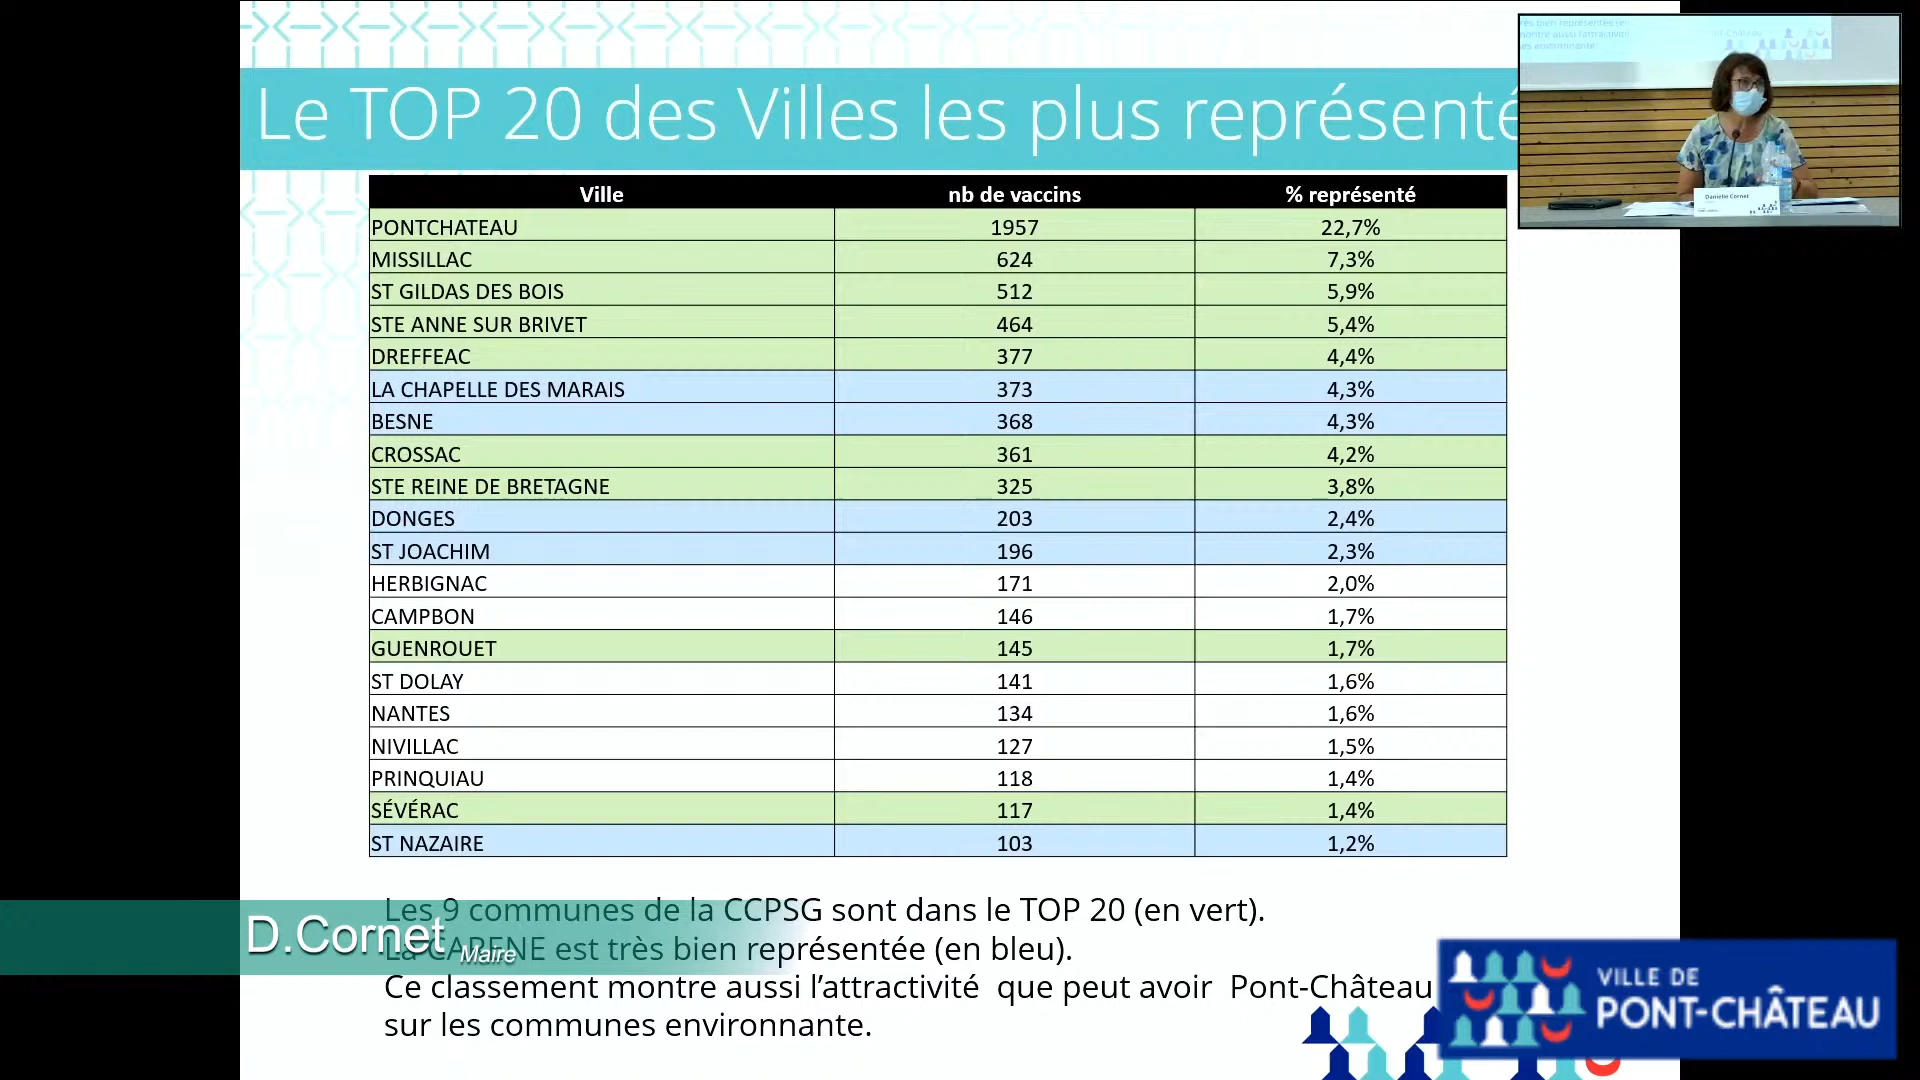 Le TOP 20 des Villes les plus représenté
Ville nb de vaccins % représenté
PONTCHATEAU 1957 22,7%
MISSILLAC 624 7,3%
ST GILDAS DES BOIS 512 5,9%
STE ANNE SUR BRIVET 464 5,4%
DREFFEAC 377 4,4%
LA CHAPELLE DES MARAIS 373 4,3%
BESNE 368 4,3%
CROSSAC 361 4,2%
STE REINE DE BRETAGNE 325 3,8%
DONGES 203 2,4%
ST JOACHIM 196 2,3%
HERBIGNAC 171 2,0%
CAMPBON 146 1,7%
GUENROUET 145 1,7%
ST DOLAY 141 1,6%
NANTES 134 1,6%
NIVILLAC 127 1,5%
PRINQUIAU 118 1,4%
SÉVÉRAC 117 1,4%
ST NAZAIRE 103 1,2%
Les 9 communes de la CCPSG sont dans le TOP 20 (en vert).
La CARENE est très bien représentée (en bleu).
Ce classement montre aussi l’attractivité que peut avoir Pont-Château
sur les communes environnante.
D.Cornet Maire
VILLE DE
PONT-CHÂTEAU
Danielle Cornet